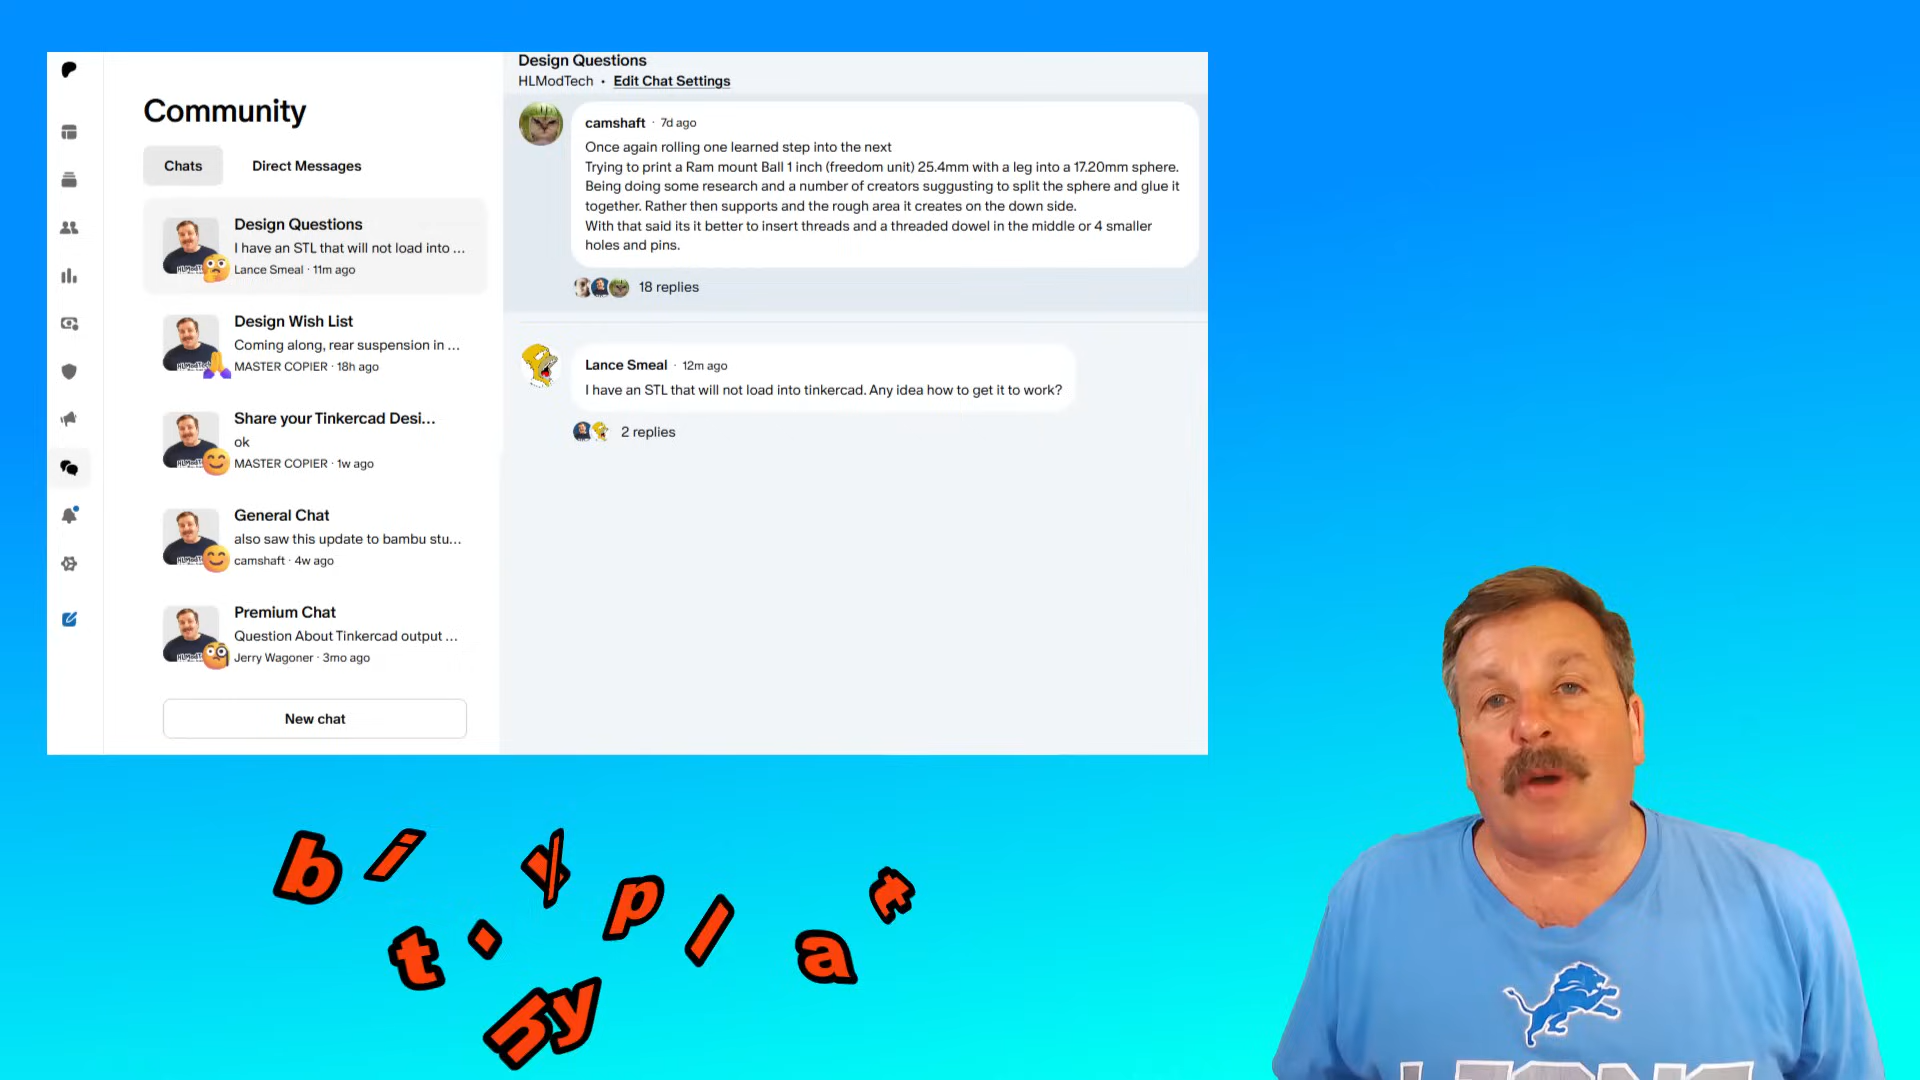 Community
Chats
Direct Messages
Design Questions
I have an STL that will not load into ...
Lance Smeal · 11m ago
Design Wish List
Coming along, rear suspension in ...
MASTER COPIER · 18h ago
Share your Tinkercad Desi...
ok
MASTER COPIER · 1w ago
General Chat
also saw this update to bambu stu...
camshaft · 4w ago
Premium Chat
Question About Tinkercad output ...
Jerry Wagoner · 3mo ago
New chat
Design Questions
HLModTech • Edit Chat Settings
camshaft · 7d ago
Once again rolling one learned step into the next
Trying to print a Ram mount Ball 1 inch (freedom unit) 25.4mm with a leg into a 17.20mm sphere.
Being doing some research and a number of creators suggusting to split the sphere and glue it
together. Rather then supports and the rough area it creates on the down side.
With that said its it better to insert threads and a threaded dowel in the middle or 4 smaller
holes and pins.
18 replies
Lance Smeal · 12m ago
I have an STL that will not load into tinkercad. Any idea how to get it to work?
2 replies
bit.ly
hy
plat
LIONS